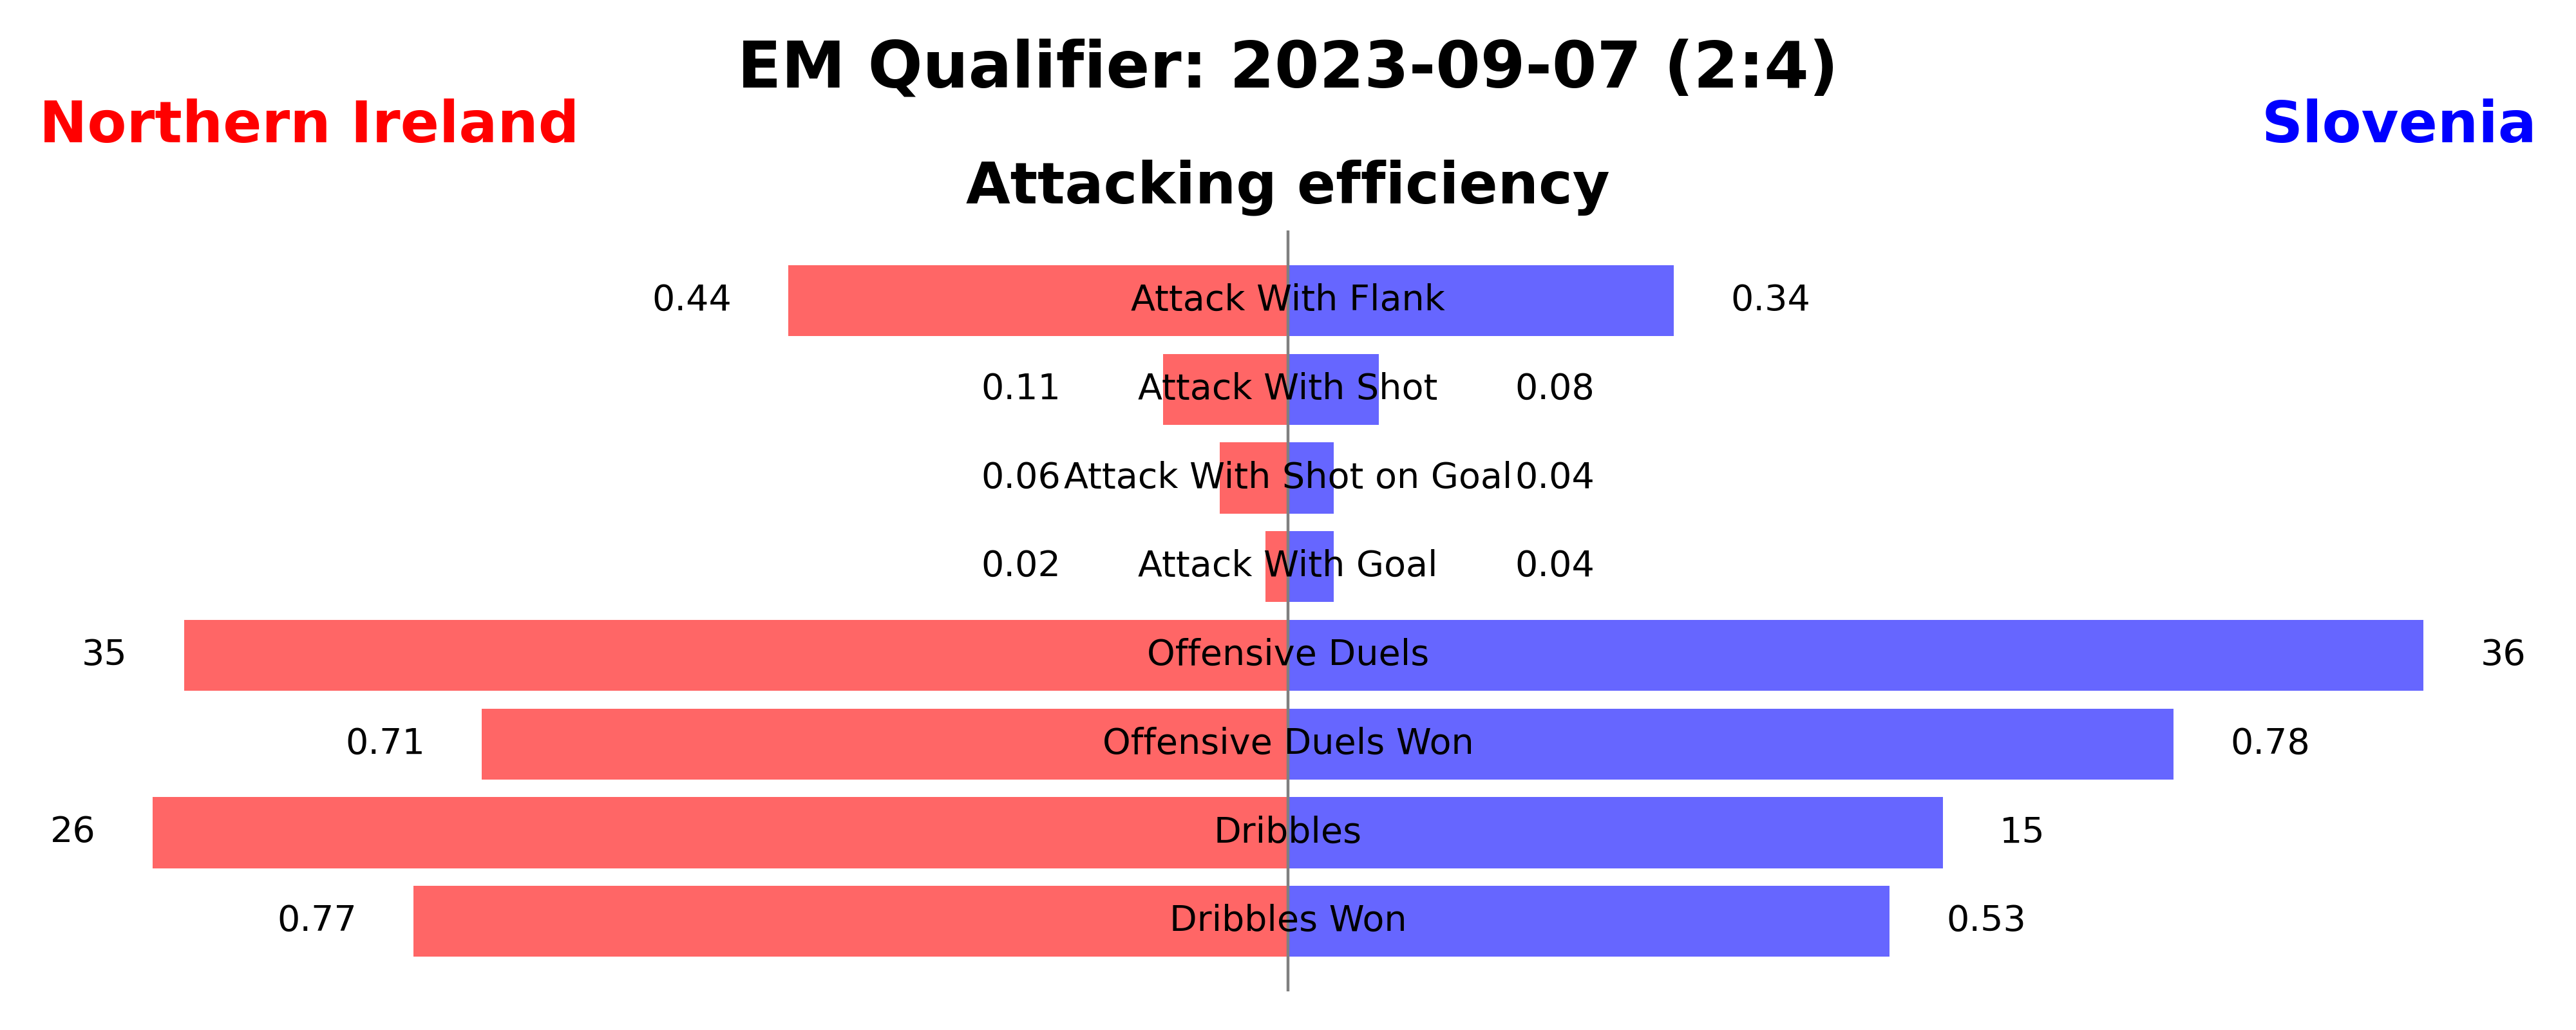 EM Qualifier: 2023-09-07 (2:4)
Northern Ireland
Slovenia
Attacking efficiency
0.44 Attack With Flank 0.34
0.11 Attack With Shot 0.08
0.06 Attack With Shot on Goal 0.04
0.02 Attack With Goal 0.04
35 Offensive Duels 36
0.71 Offensive Duels Won 0.78
26 Dribbles 15
0.77 Dribbles Won 0.53